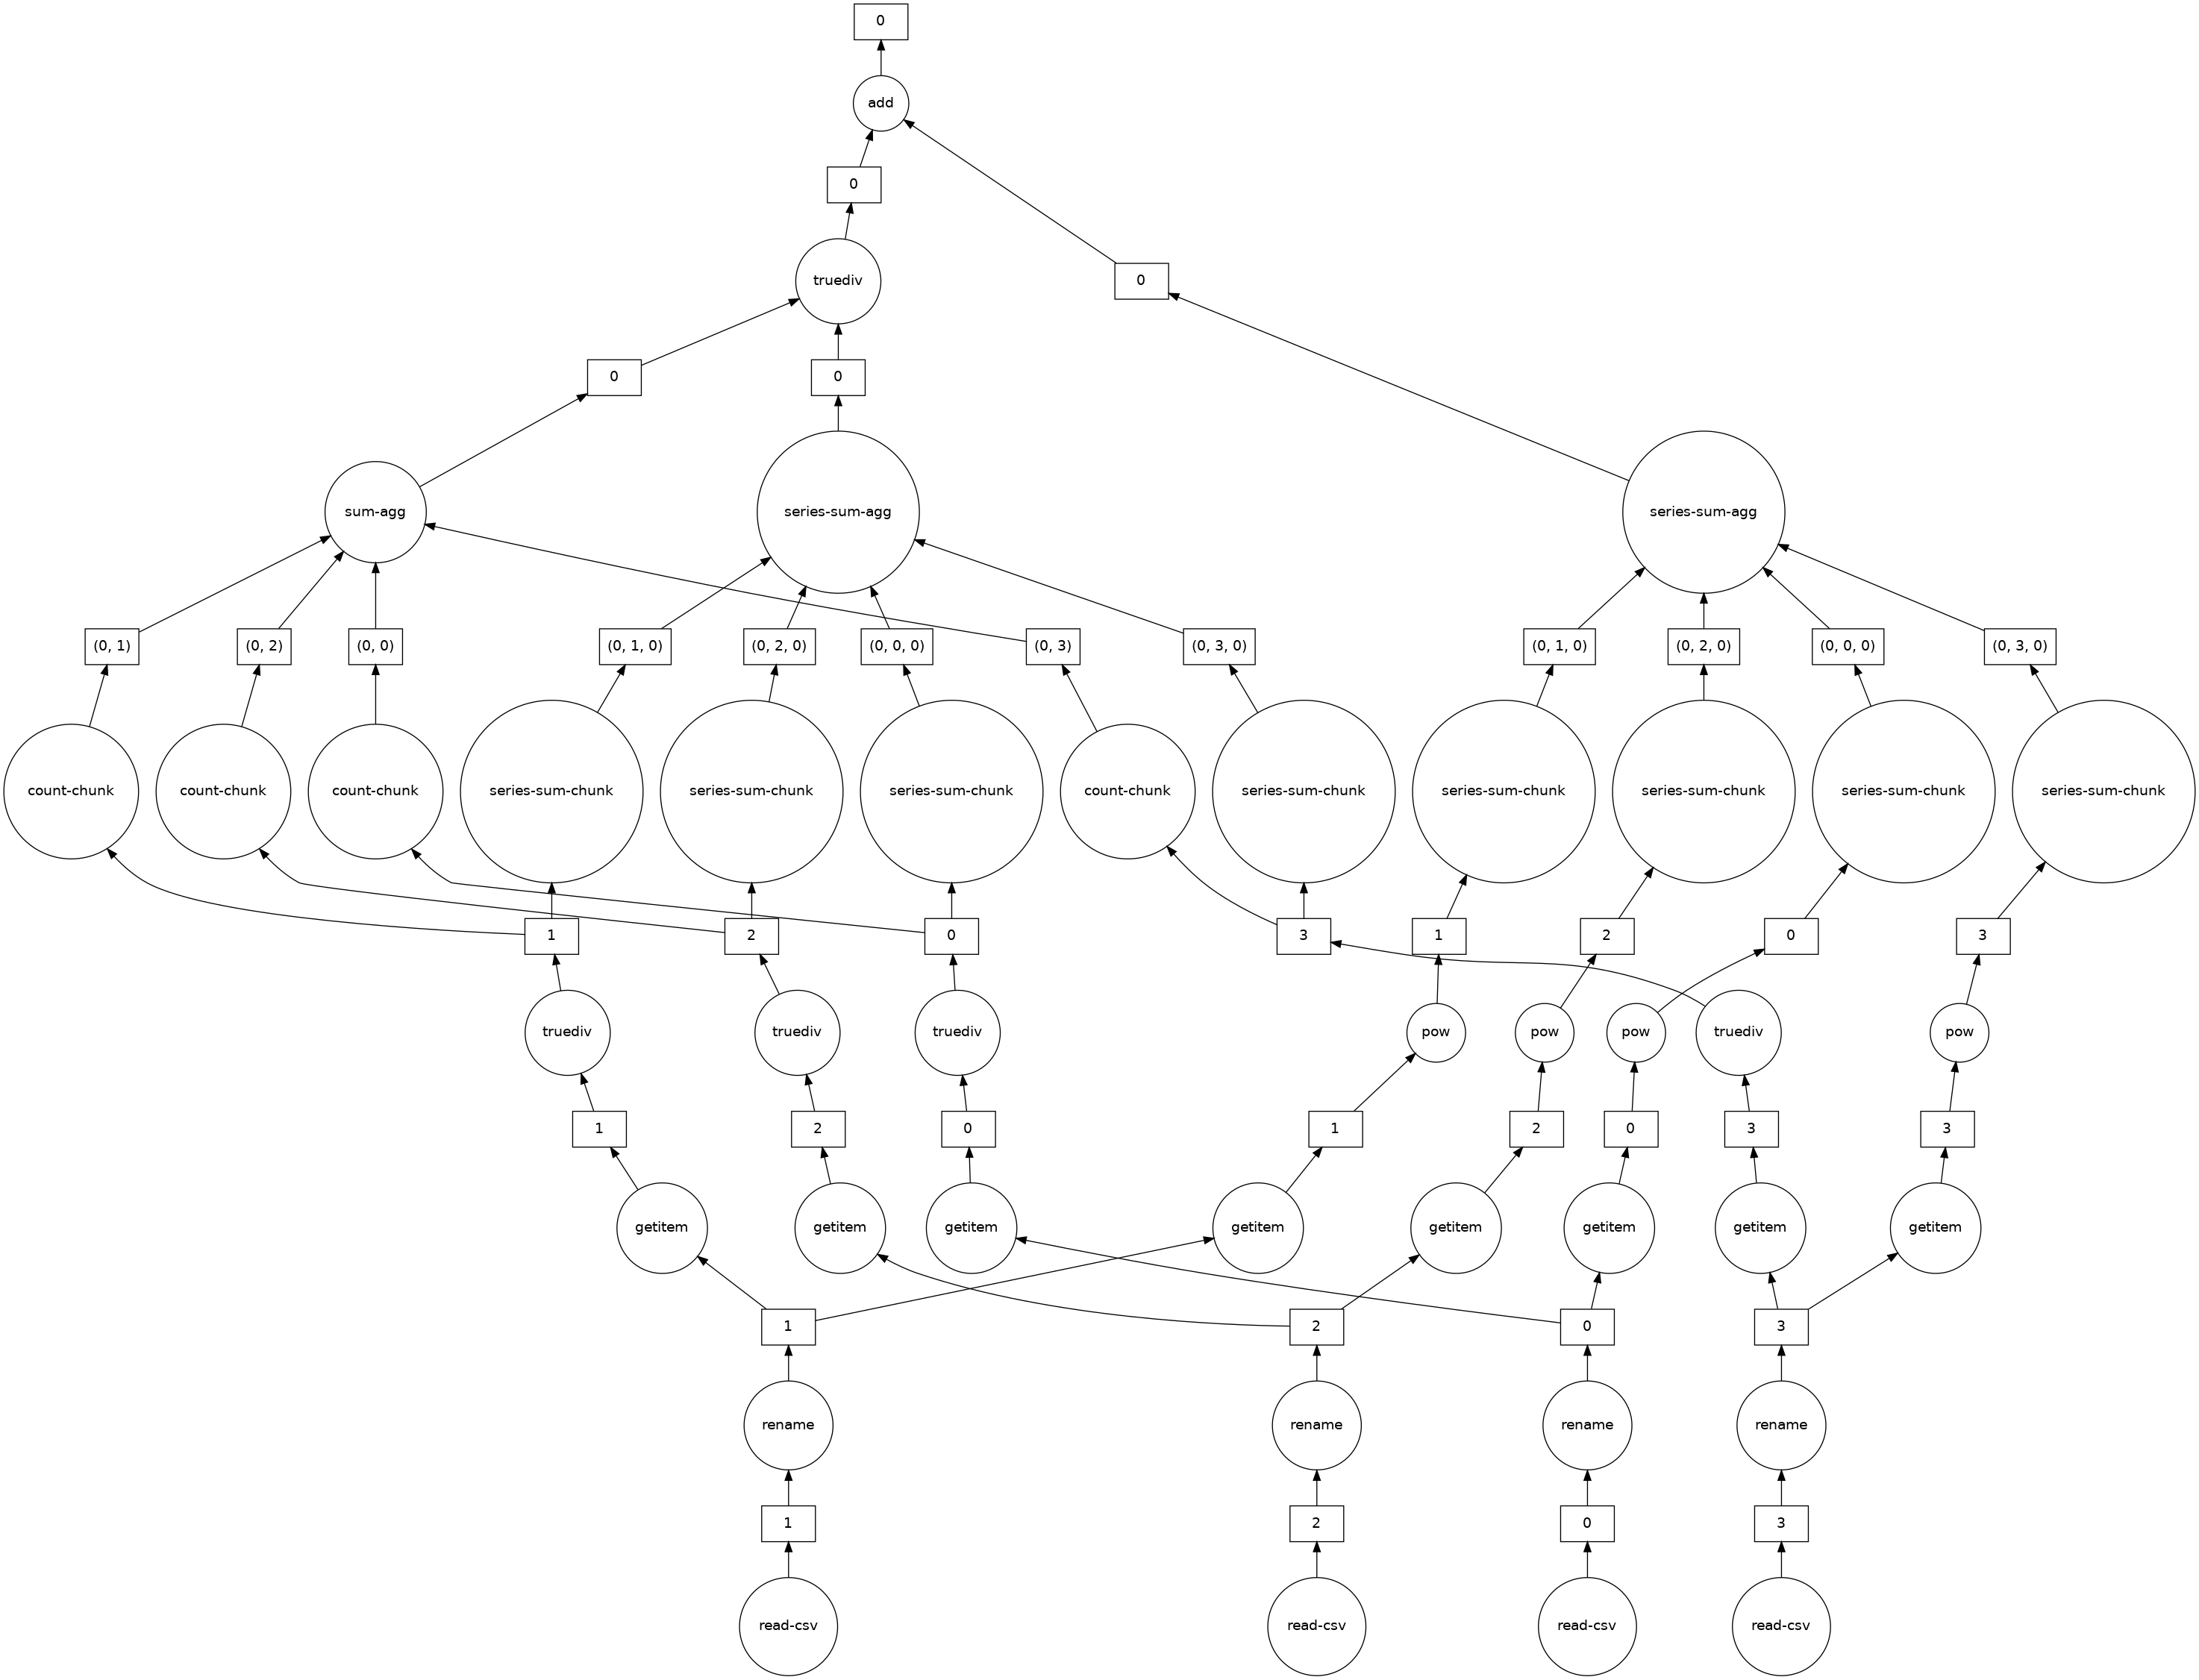 0
add
0
truediv
0
0
0
sum-agg
series-sum-agg
series-sum-agg
(0, 1)
(0, 2)
(0, 0)
(0, 1, 0)
(0, 2, 0)
(0, 0, 0)
(0, 3)
(0, 3, 0)
(0, 1, 0)
(0, 2, 0)
(0, 0, 0)
(0, 3, 0)
count-chunk
count-chunk
count-chunk
series-sum-chunk
series-sum-chunk
series-sum-chunk
count-chunk
series-sum-chunk
series-sum-chunk
series-sum-chunk
series-sum-chunk
series-sum-chunk
1
2
0
3
1
2
0
3
truediv
truediv
truediv
pow
pow
pow
truediv
pow
1
2
0
1
2
0
3
3
getitem
getitem
getitem
getitem
getitem
getitem
getitem
getitem
1
2
0
3
rename
rename
rename
rename
1
2
0
3
read-csv
read-csv
read-csv
read-csv